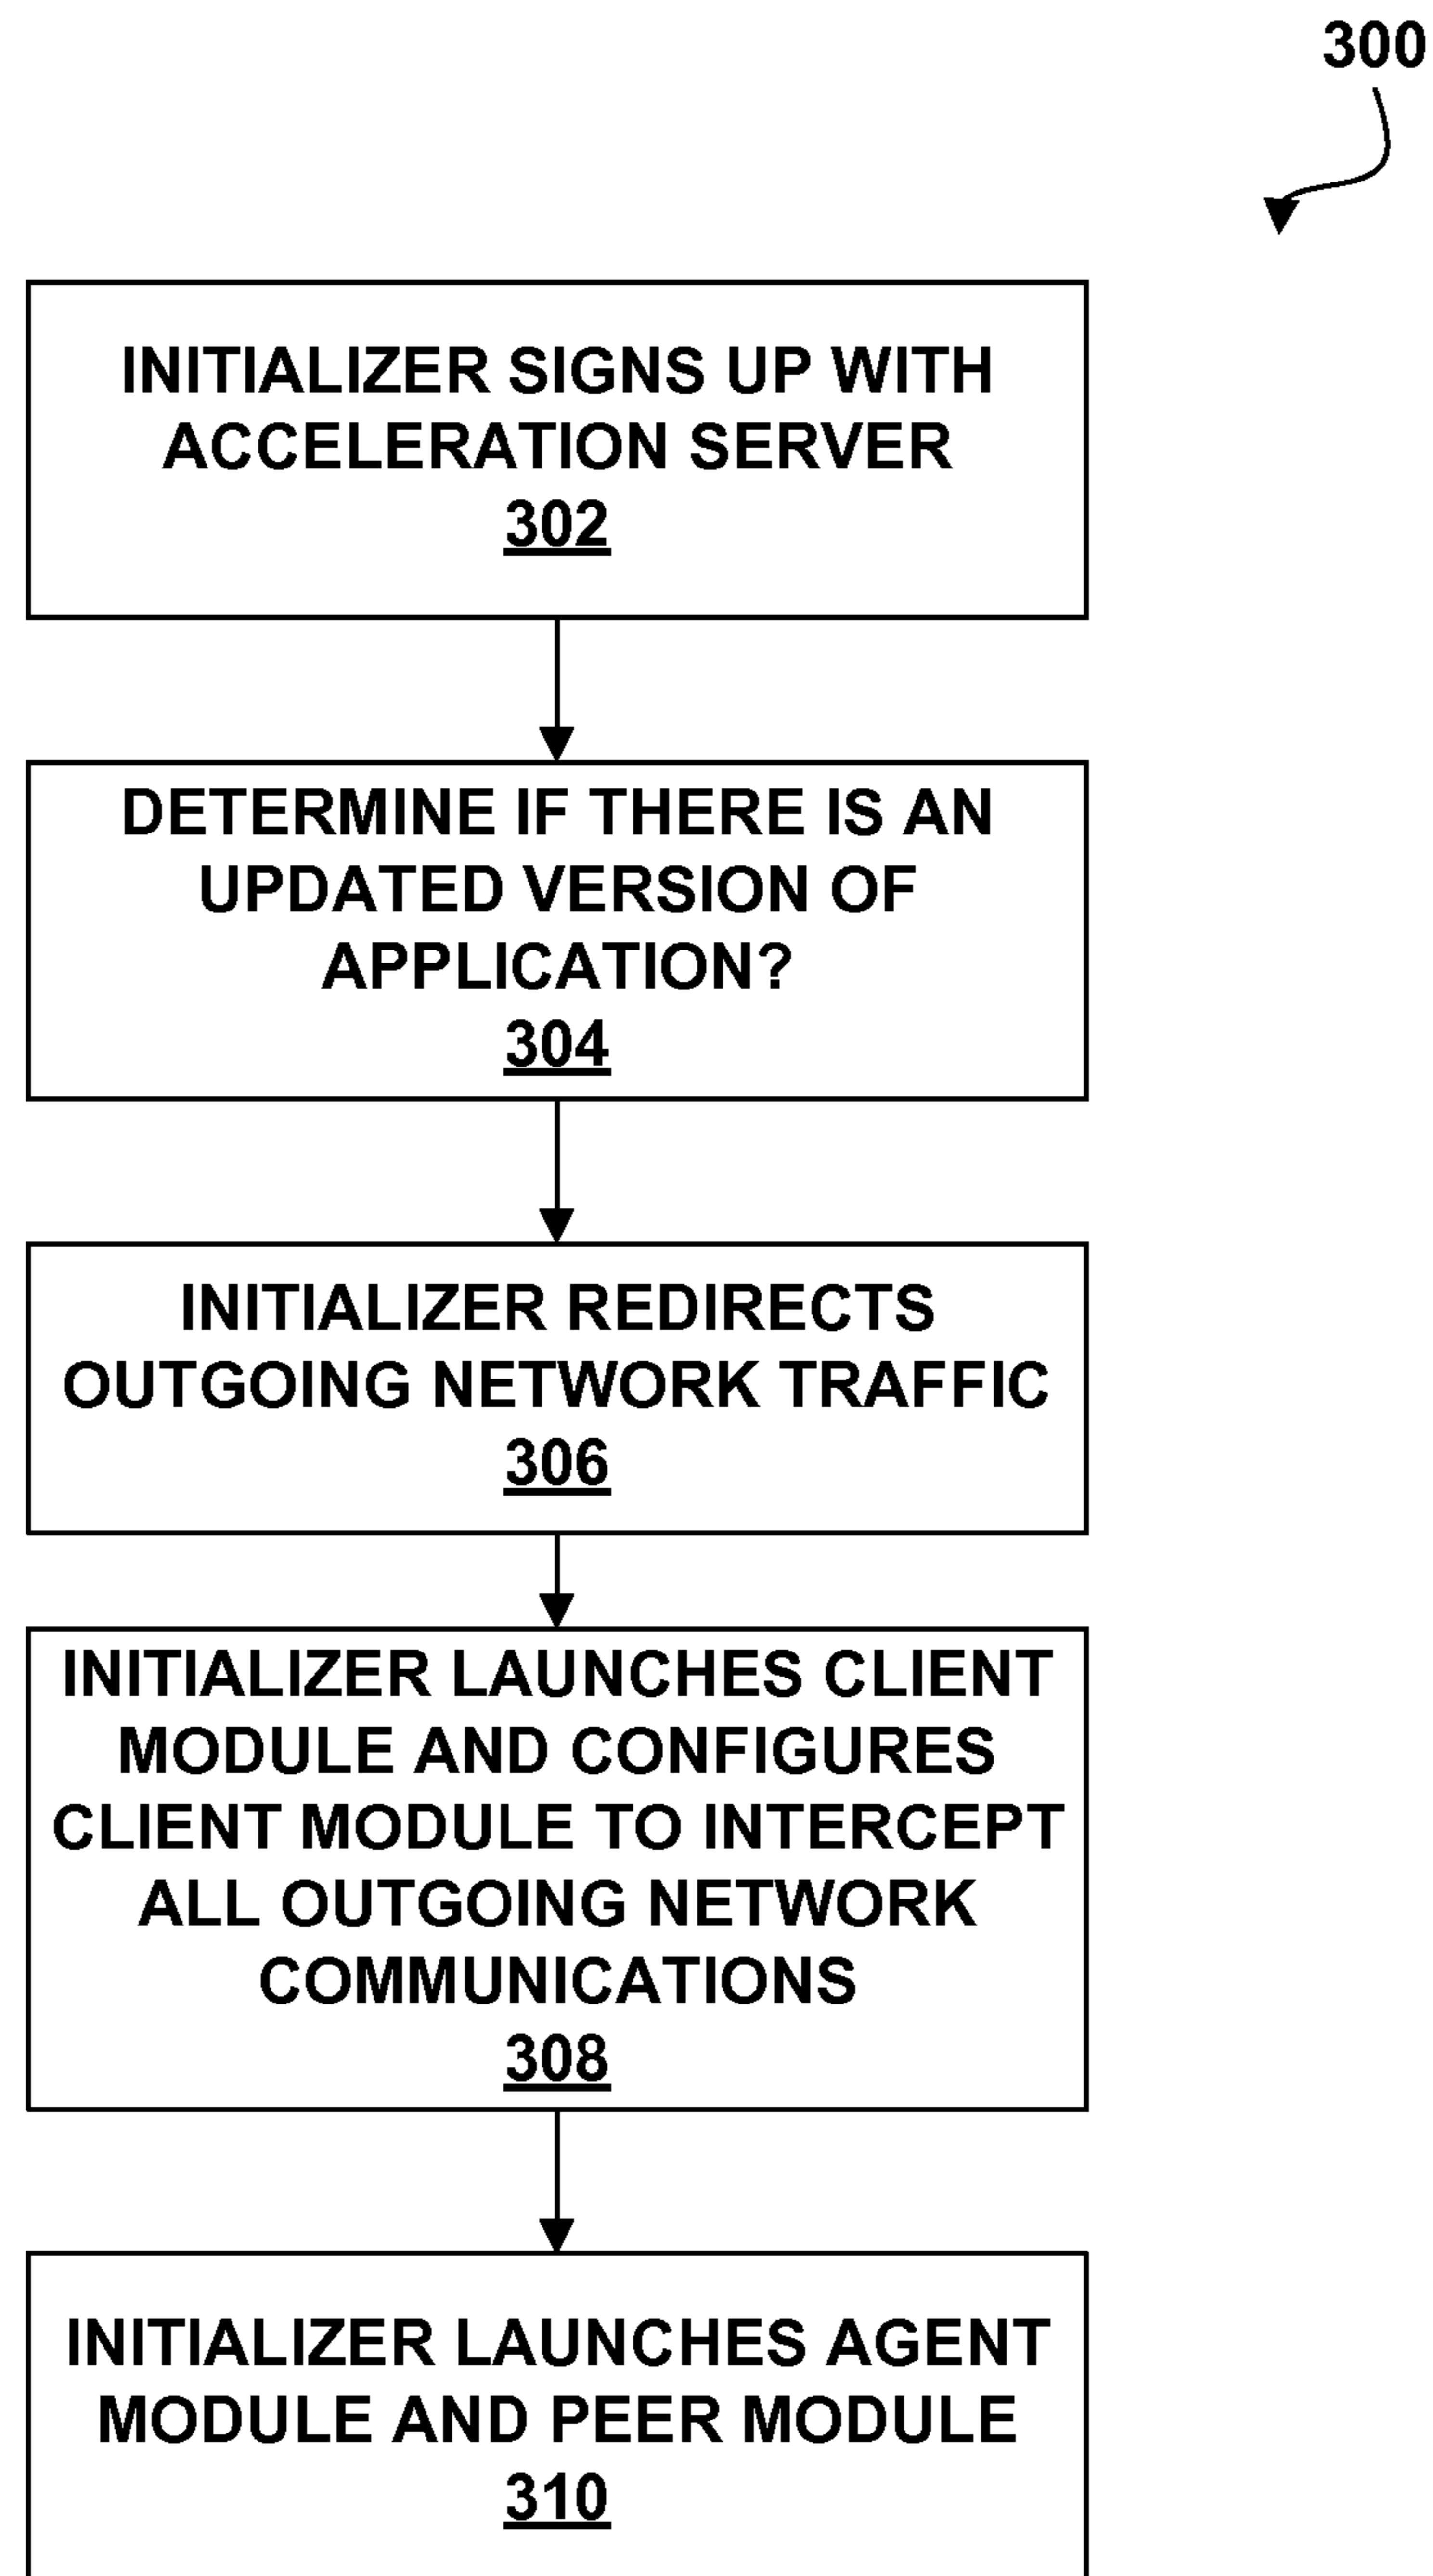 300
INITIALIZER SIGNS UP WITH
ACCELERATION SERVER
302
DETERMINE IF THERE IS AN
UPDATED VERSION OF
APPLICATION?
304
INITIALIZER REDIRECTS
OUTGOING NETWORK TRAFFIC
306
INITIALIZER LAUNCHES CLIENT
MODULE AND CONFIGURES
CLIENT MODULE TO INTERCEPT
ALL OUTGOING NETWORK
COMMUNICATIONS
308
INITIALIZER LAUNCHES AGENT
MODULE AND PEER MODULE
310